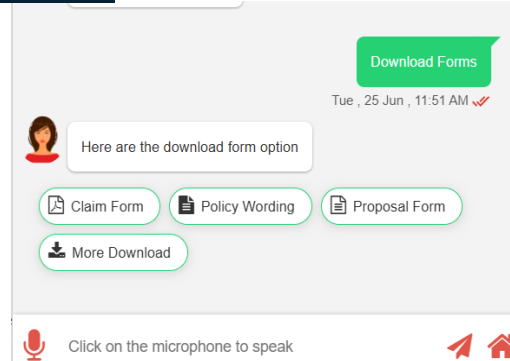 Download Forms
Tue , 25 Jun , 11:51 AM
Here are the download form option
Claim Form
Policy Wording
Proposal Form
More Download
Click on the microphone to speak